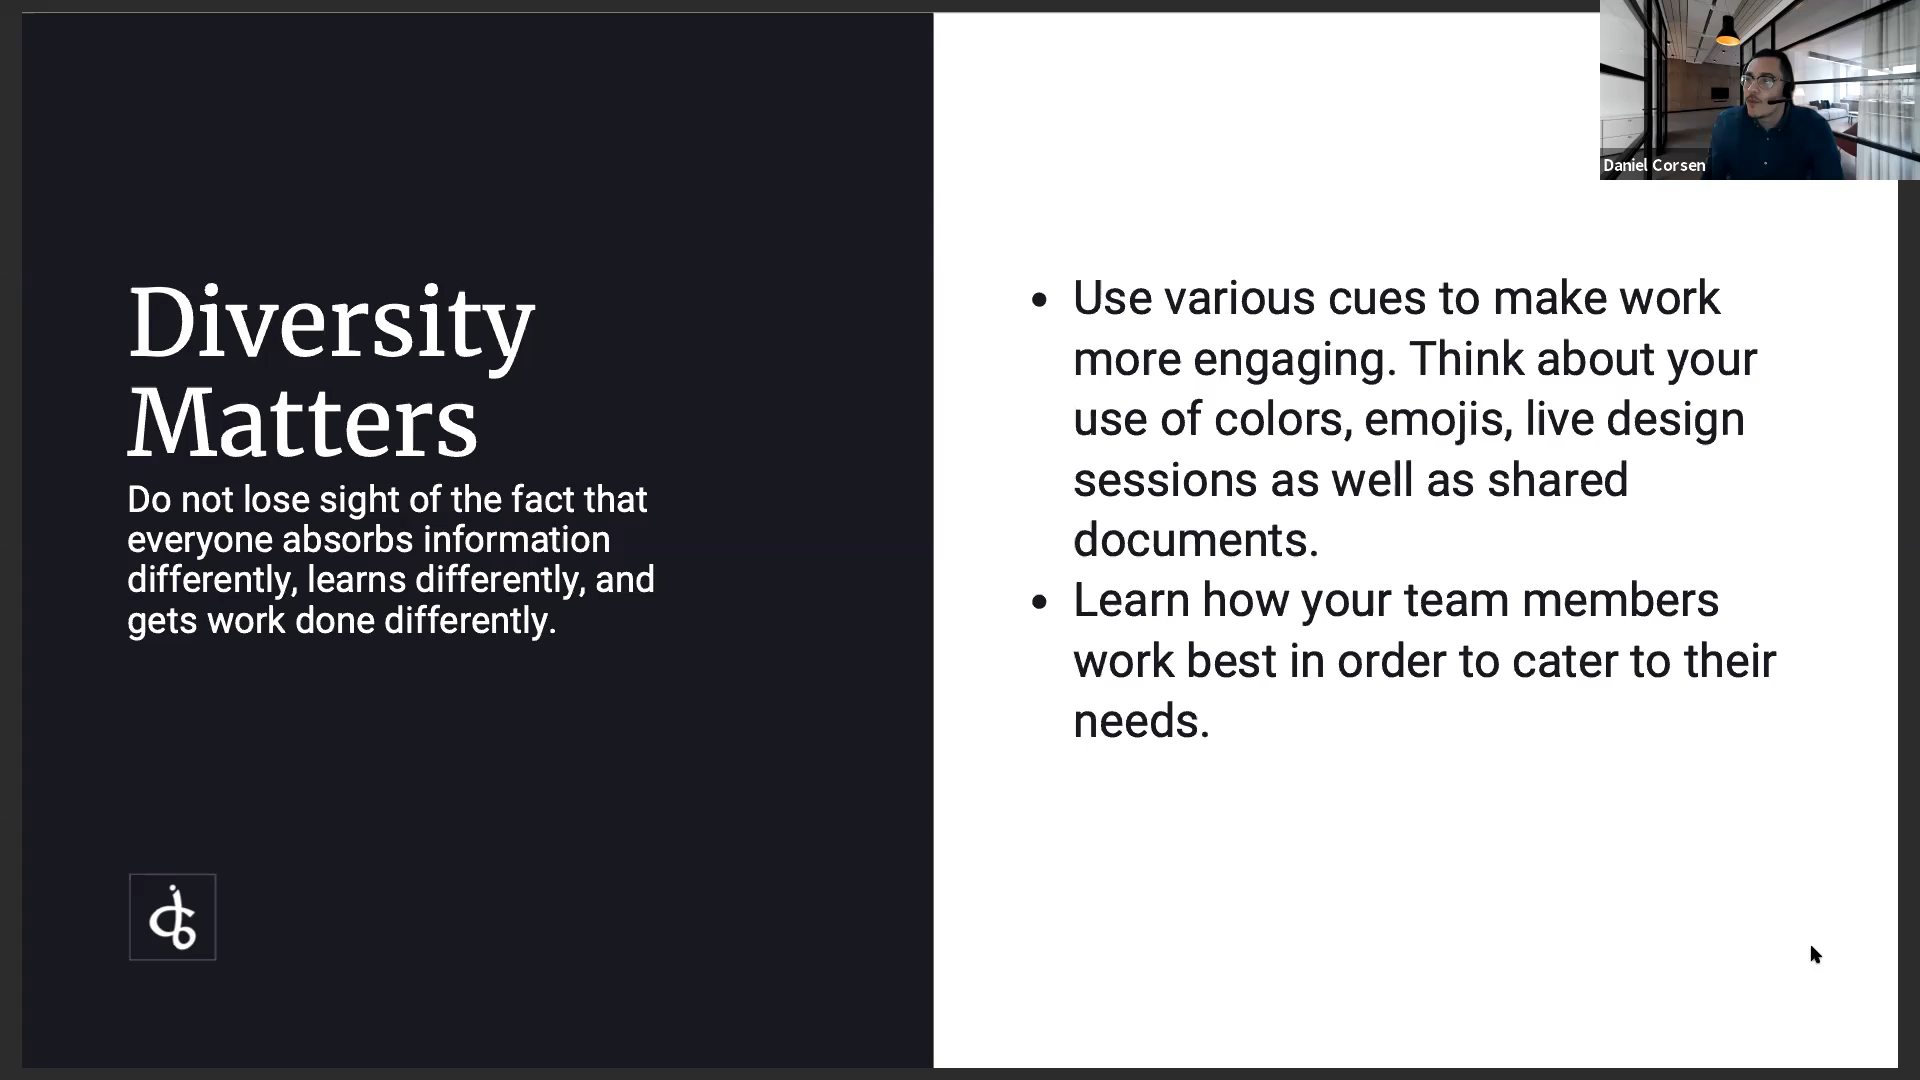 Diversity
Matters
Do not lose sight of the fact that
everyone absorbs information
differently, learns differently, and
gets work done differently.
• Use various cues to make work
more engaging. Think about your
use of colors, emojis, live design
sessions as well as shared
documents.
• Learn how your team members
work best in order to cater to their
needs.
Daniel Corsen